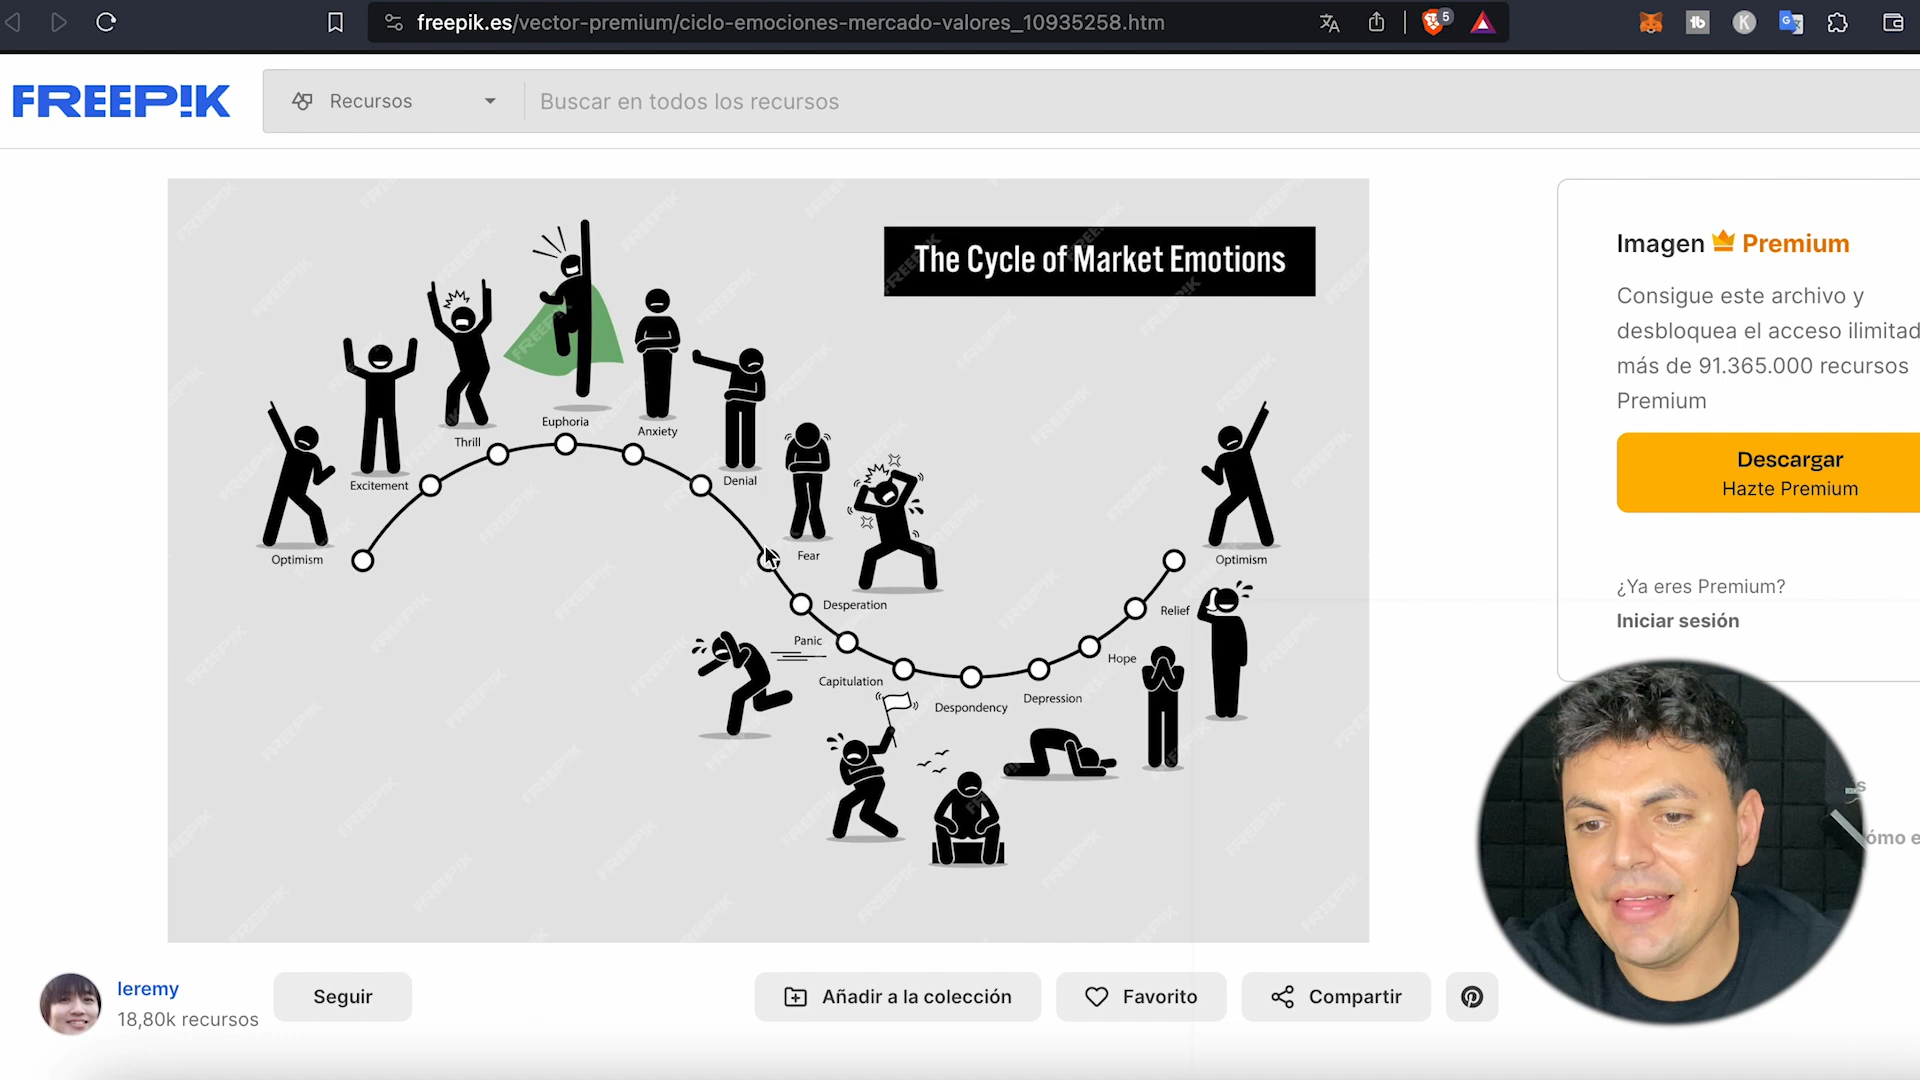 freepik.es/vector-premium/ciclo-emociones-mercado-valores_10935258.htm
5
FREEPIK
Recursos
Buscar en todos los recursos
The Cycle of Market Emotions
Optimism
Excitement
Thrill
Euphoria
Anxiety
Denial
Fear
Desperation
Panic
Capitulation
Despondency
Depression
Hope
Relief
Optimism
Imagen Premium
Consigue este archivo y
desbloquea el acceso ilimitad
más de 91.365.000 recursos
Premium
Descargar
Hazte Premium
¿Ya eres Premium?
Iniciar sesión
ómo e
leremy
18,80k recursos
Seguir
Añadir a la colección
Favorito
Compartir